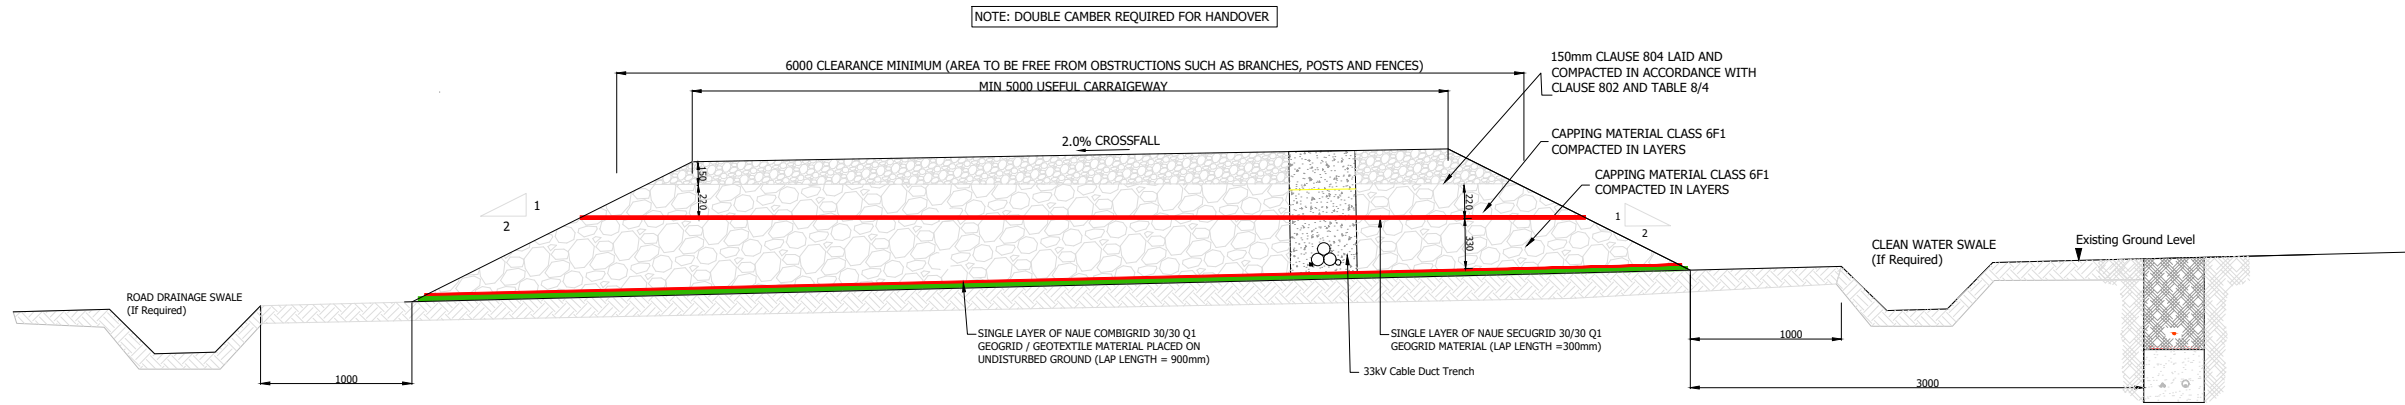 NOTE: DOUBLE CAMBER REQUIRED FOR HANDOVER
6000 CLEARANCE MINIMUM (AREA TO BE FREE FROM OBSTRUCTIONS SUCH AS BRANCHES, POSTS AND FENCES)
MIN 5000 USEFUL CARRAIGEWAY
150mm CLAUSE 804 LAID AND
COMPACTED IN ACCORDANCE WITH
CLAUSE 802 AND TABLE 8/4
2.0% CROSSFALL
CAPPING MATERIAL CLASS 6F1
COMPACTED IN LAYERS
CAPPING MATERIAL CLASS 6F1
COMPACTED IN LAYERS
150
220
220
330
1
2
1
2
CLEAN WATER SWALE
(If Required)
Existing Ground Level
ROAD DRAINAGE SWALE
(If Required)
SINGLE LAYER OF NAUE COMBIGRID 30/30 Q1
GEOGRID / GEOTEXTILE MATERIAL PLACED ON
UNDISTURBED GROUND (LAP LENGTH = 900mm)
SINGLE LAYER OF NAUE SECUGRID 30/30 Q1
GEOGRID MATERIAL (LAP LENGTH =300mm)
33kV Cable Duct Trench
1000
1000
3000